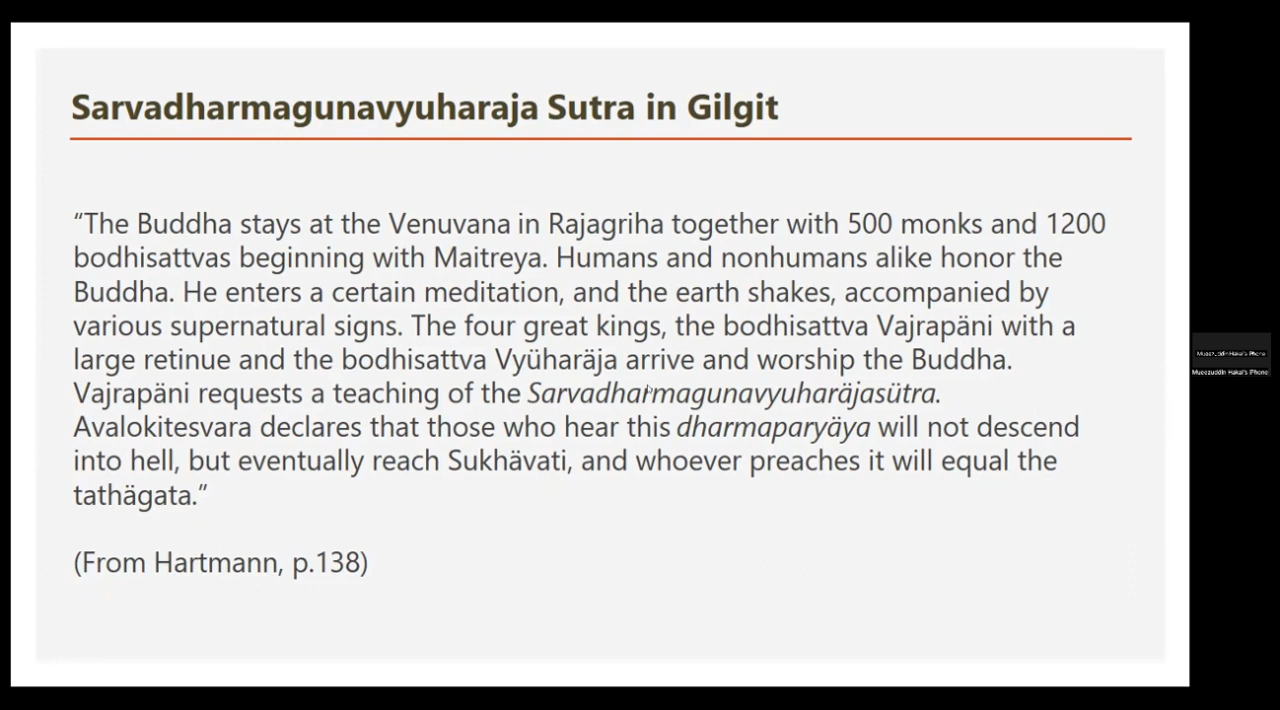 Sarvadharmagunavyuharaja Sutra in Gilgit
“The Buddha stays at the Venuvana in Rajagriha together with 500 monks and 1200
bodhisattvas beginning with Maitreya. Humans and nonhumans alike honor the
Buddha. He enters a certain meditation, and the earth shakes, accompanied by
various supernatural signs. The four great kings, the bodhisattva Vajrapäni with a
large retinue and the bodhisattva Vyüharäja arrive and worship the Buddha.
Vajrapäni requests a teaching of the Sarvadharmagunavyuharäjasütra.
Avalokitesvara declares that those who hear this dharmaparyäya will not descend
into hell, but eventually reach Sukhävati, and whoever preaches it will equal the
tathägata.”
(From Hartmann, p.138)
Mueezuddin Hakal's Phone
Mueezuddin Hakal's iPhone